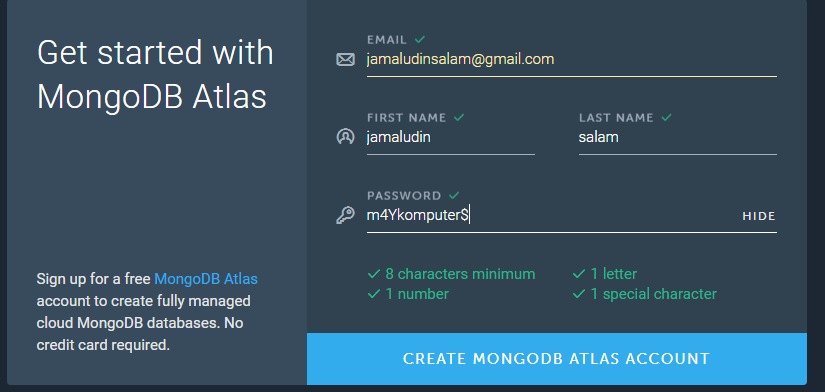 Get started with
MongoDB Atlas
Sign up for a free MongoDB Atlas
account to create fully managed
cloud MongoDB databases. No
credit card required.
EMAIL
jamaludinsalam@gmail.com
FIRST NAME
jamaludin
LAST NAME
salam
PASSWORD
m4Ykomputer$
HIDE
8 characters minimum
1 letter
1 number
1 special character
CREATE MONGODB ATLAS ACCOUNT